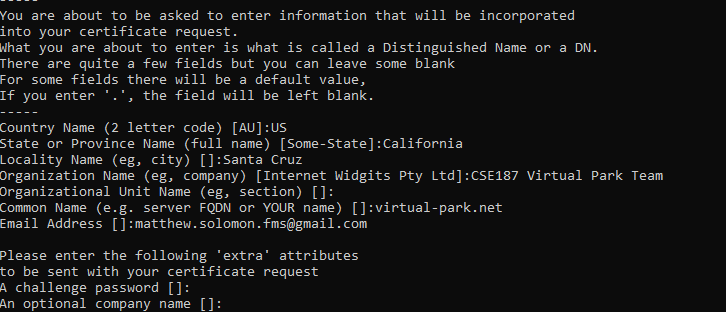 -----
You are about to be asked to enter information that will be incorporated
into your certificate request.
What you are about to enter is what is called a Distinguished Name or a DN.
There are quite a few fields but you can leave some blank
For some fields there will be a default value,
If you enter '.', the field will be left blank.
-----
Country Name (2 letter code) [AU]:US
State or Province Name (full name) [Some-State]:California
Locality Name (eg, city) []:Santa Cruz
Organization Name (eg, company) [Internet Widgits Pty Ltd]:CSE187 Virtual Park Team
Organizational Unit Name (eg, section) []:
Common Name (e.g. server FQDN or YOUR name) []:virtual-park.net
Email Address []:matthew.solomon.fms@gmail.com

Please enter the following 'extra' attributes
to be sent with your certificate request
A challenge password []:
An optional company name []: